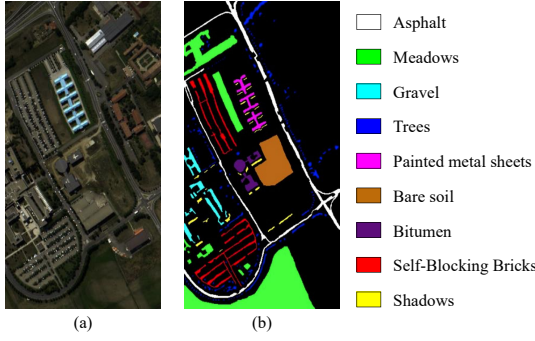 Asphalt
Meadows
Gravel
Trees
Painted metal sheets
Bare soil
Bitumen
Self-Blocking Bricks
Shadows
(a)
(b)